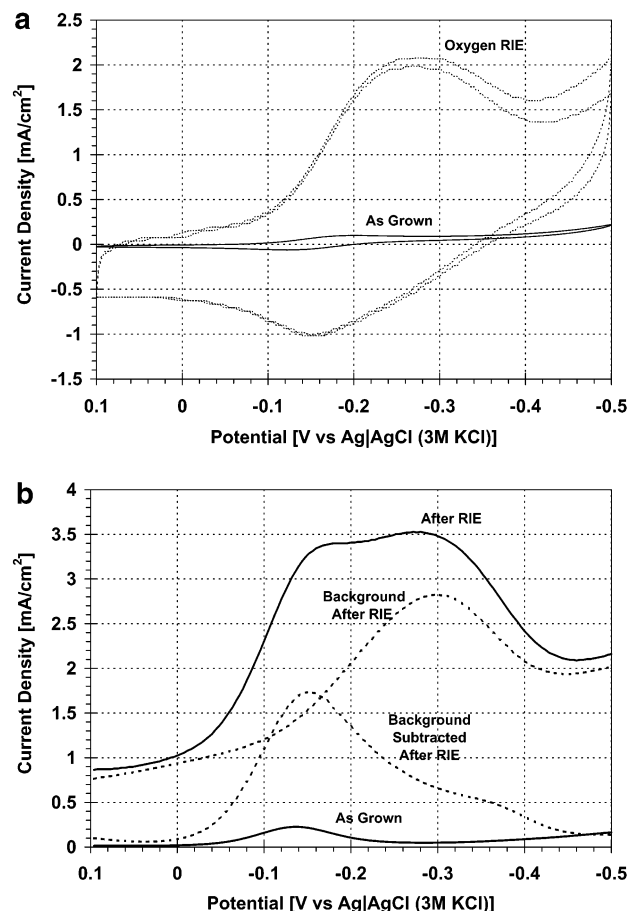 a
2.5
2
1.5
1
0.5
0
-0.5
-1
-1.5
Current Density [mA/cm²]
Oxygen RIE
As Grown
0.1 0 -0.1 -0.2 -0.3 -0.4 -0.5
Potential [V vs Ag|AgCl (3M KCl)]
b
4
3.5
3
2.5
2
1.5
1
0.5
0
Current Density [mA/cm²]
After RIE
Background
After RIE
Background
Subtracted
After RIE
As Grown
0.1 0 -0.1 -0.2 -0.3 -0.4 -0.5
Potential [V vs Ag|AgCl (3M KCl)]